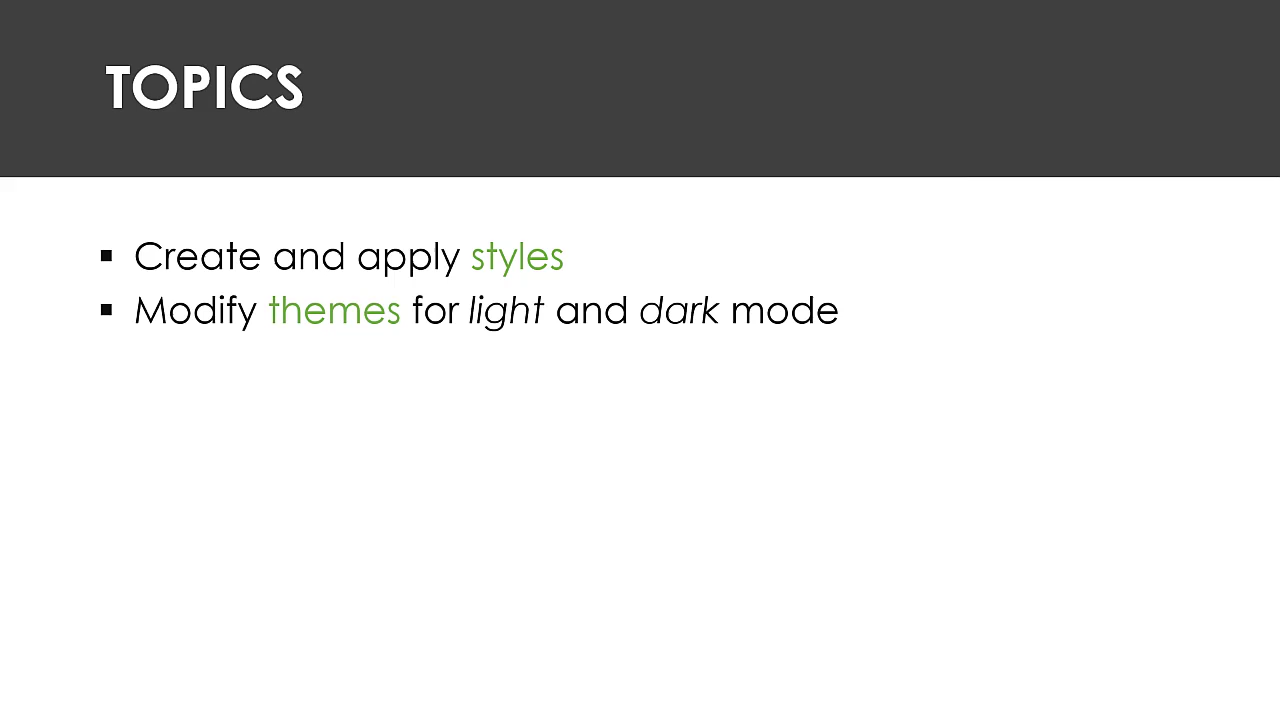 TOPICS
Create and apply styles
Modify themes for light and dark mode